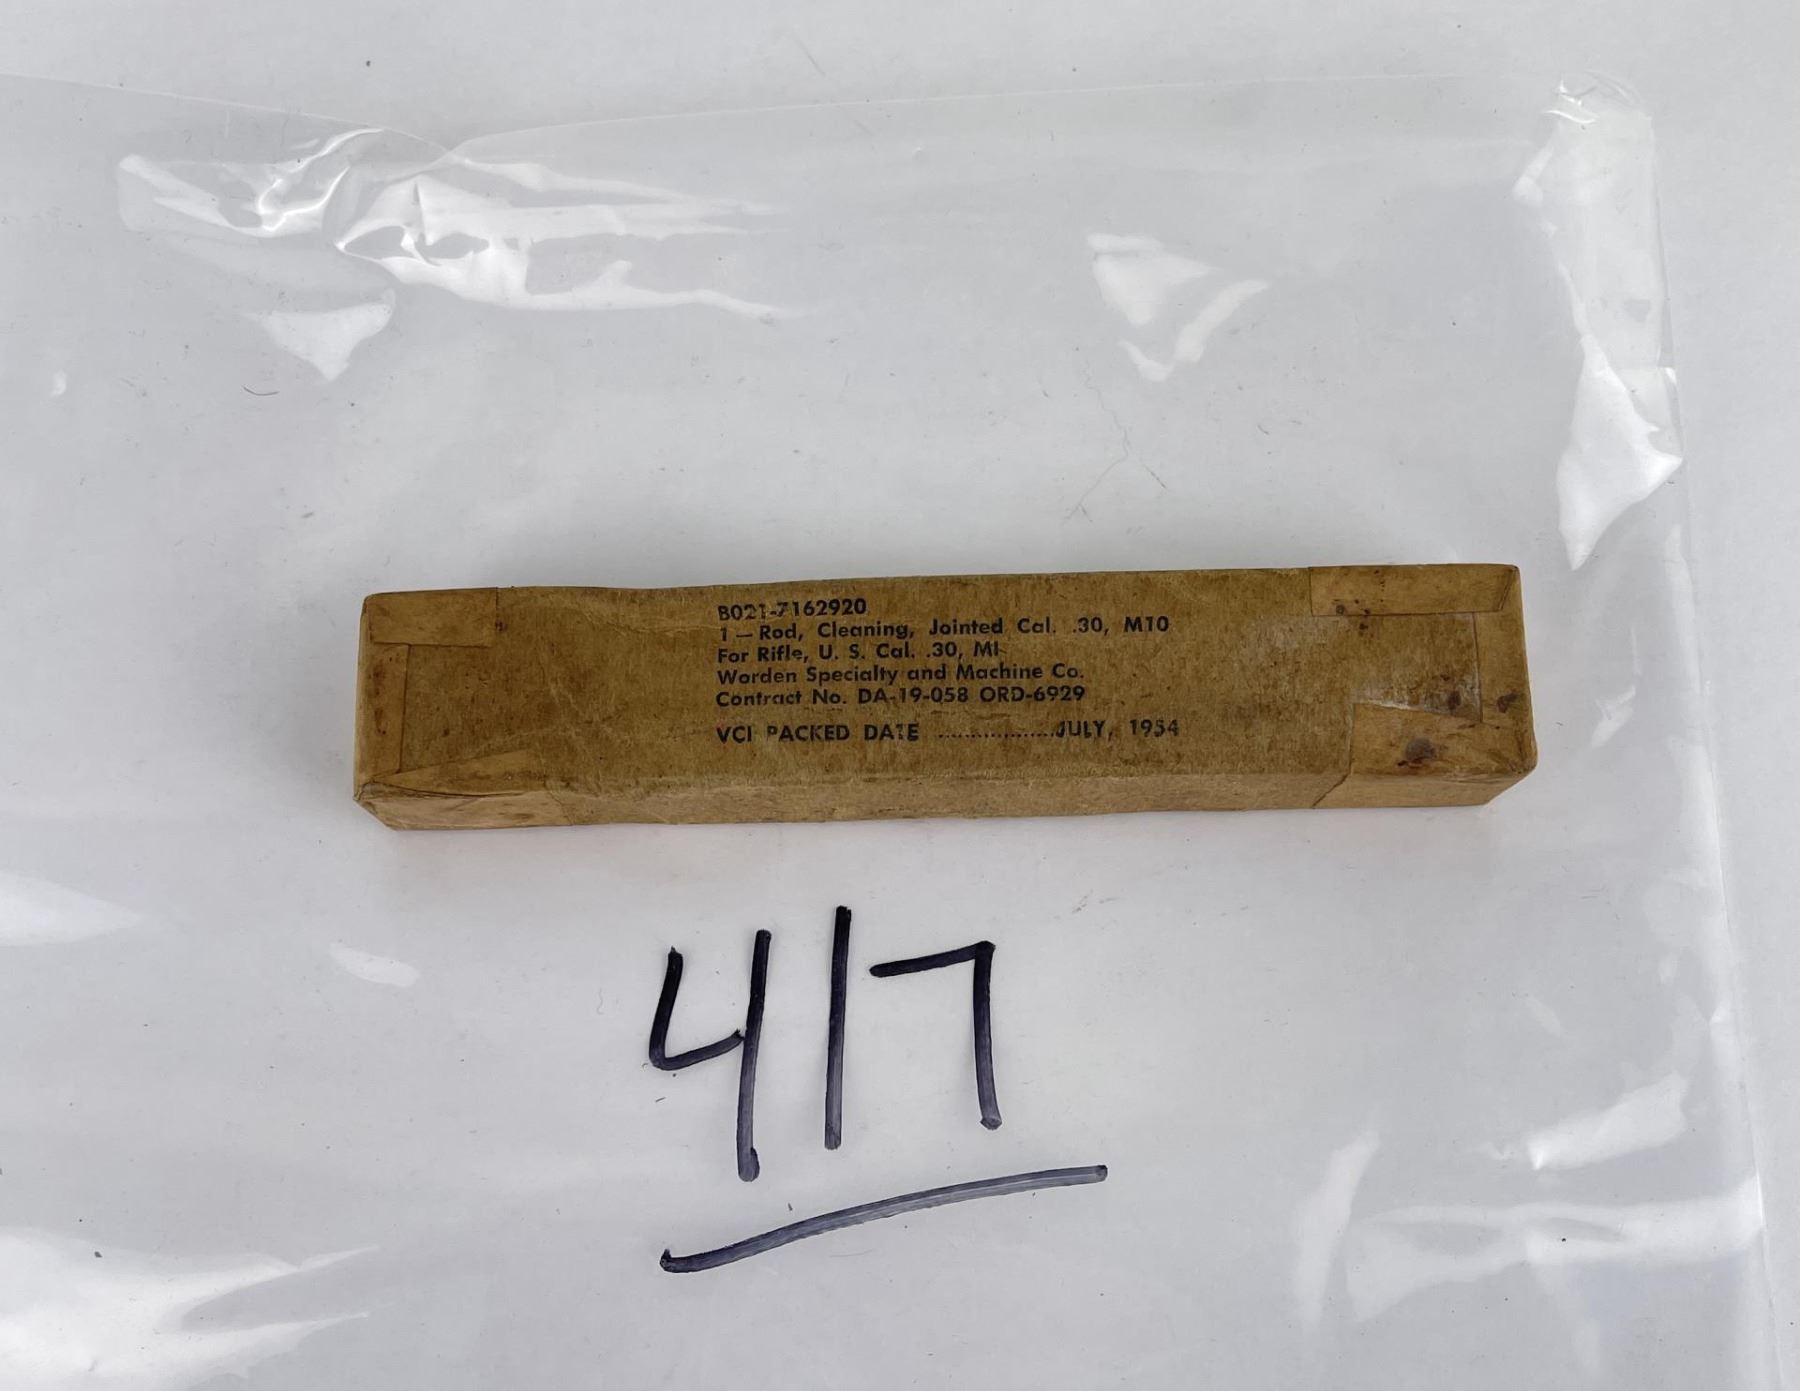 B021-7162920
1 — Rod, Cleaning, Jointed Cal. .30, M10
For Rifle, U. S. Cal. .30, M1
Worden Specialty and Machine Co.
Contract No. DA-19-058 ORD-6929
VCI PACKED DATE ..................JULY, 1954
417